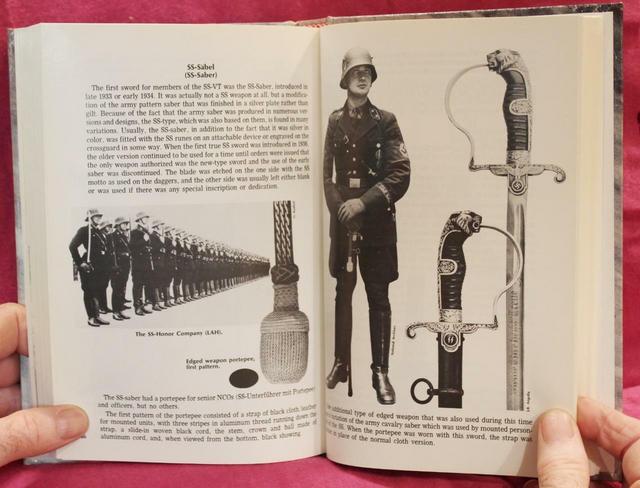 SS-Säbel
(SS-Saber)
The first sword for members of the SS-VT was the SS-Saber, introduced in
late 1933 or early 1934. It was actually not a SS weapon at all, but a modifica-
tion of the army pattern saber that was finished in a silver plate rather than
gilt. Because of the fact that the army saber was produced in numerous ver-
sions and designs, the SS-type, which was also based on them, is found in many
variations. Usually, the SS-saber, in addition to the fact that it was silver in
color, was fitted with the SS runes on an attachable device or engraved on the
crossguard in some way. When the first true SS sword was introduced in 1936,
the older version continued to be used for a time until orders were issued that
the only weapon authorized was the new-type sword and the use of the early
saber was discontinued. The blade was etched on the one side with the SS
motto as used on the daggers, and the other side was usually left either blank
or was used if there was any special inscription or dedication.
The SS-Honor Company (LAH).
Edged weapon portepee,
first pattern.
The SS-saber had a portepee for senior NCOs (SS-Unterführer mit Portepee)
and officers, but no others.
The first pattern of the portepee consisted of a strap of black cloth, leather
for mounted units, with three stripes in aluminum thread running down the
strap, a slide-in woven black cord, the stem, crown and ball made of
aluminum cord, and, when viewed from the bottom, black showing.
additional type of edged weapon that was also used during this time
variation of the army cavalry saber which was used by mounted person-
SS. When the portepee was worn with this sword, the strap was
in place of the normal cloth version.